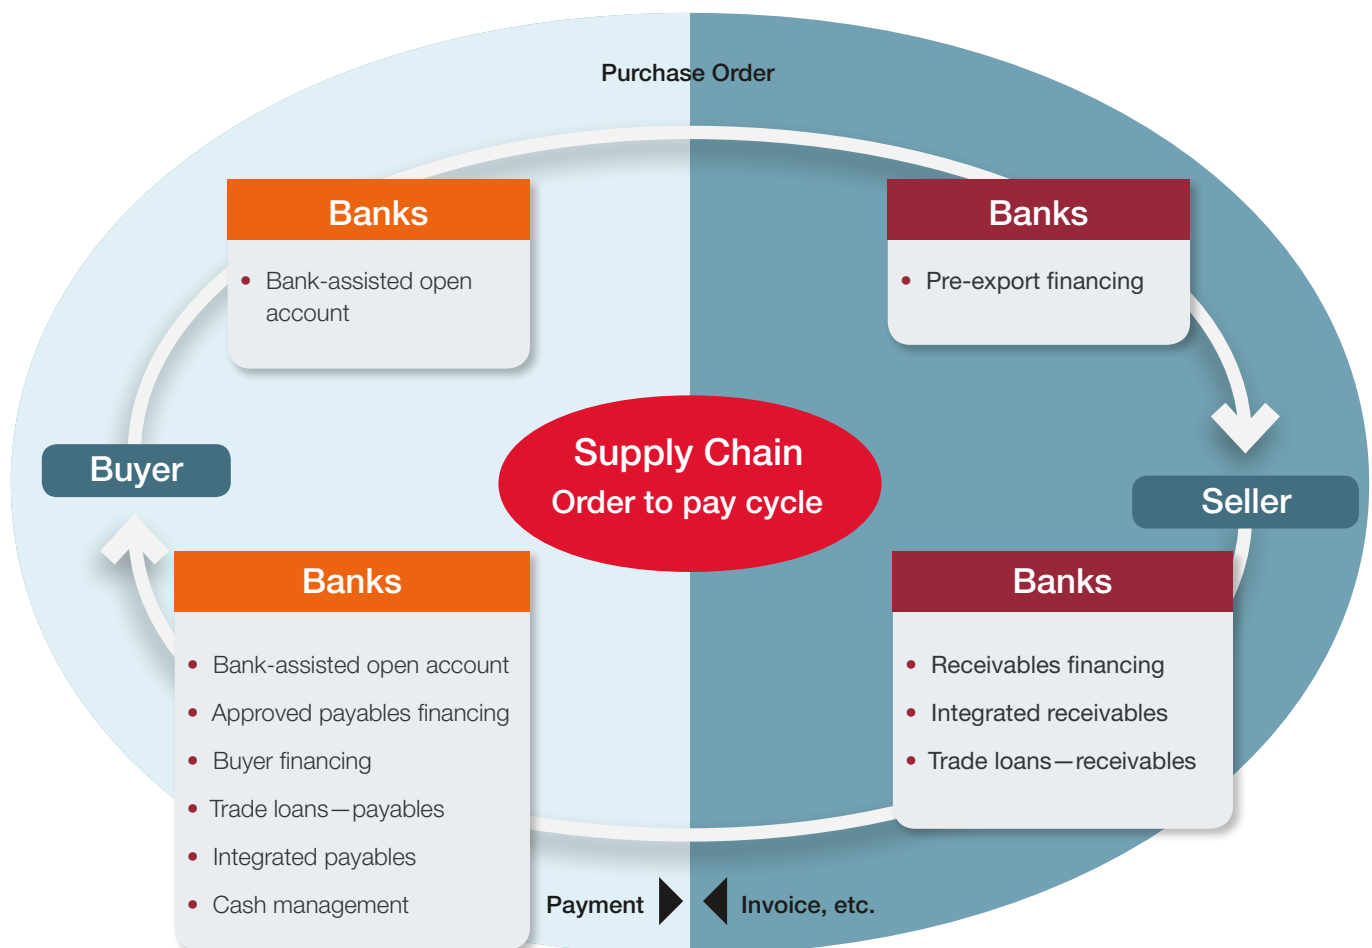 Purchase Order
Banks
• Bank-assisted open
account
Banks
• Pre-export financing
Supply Chain
Order to pay cycle
Buyer
Seller
Banks
• Bank-assisted open account
• Approved payables financing
• Buyer financing
• Trade loans—payables
• Integrated payables
• Cash management
Banks
• Receivables financing
• Integrated receivables
• Trade loans—receivables
Payment
Invoice, etc.